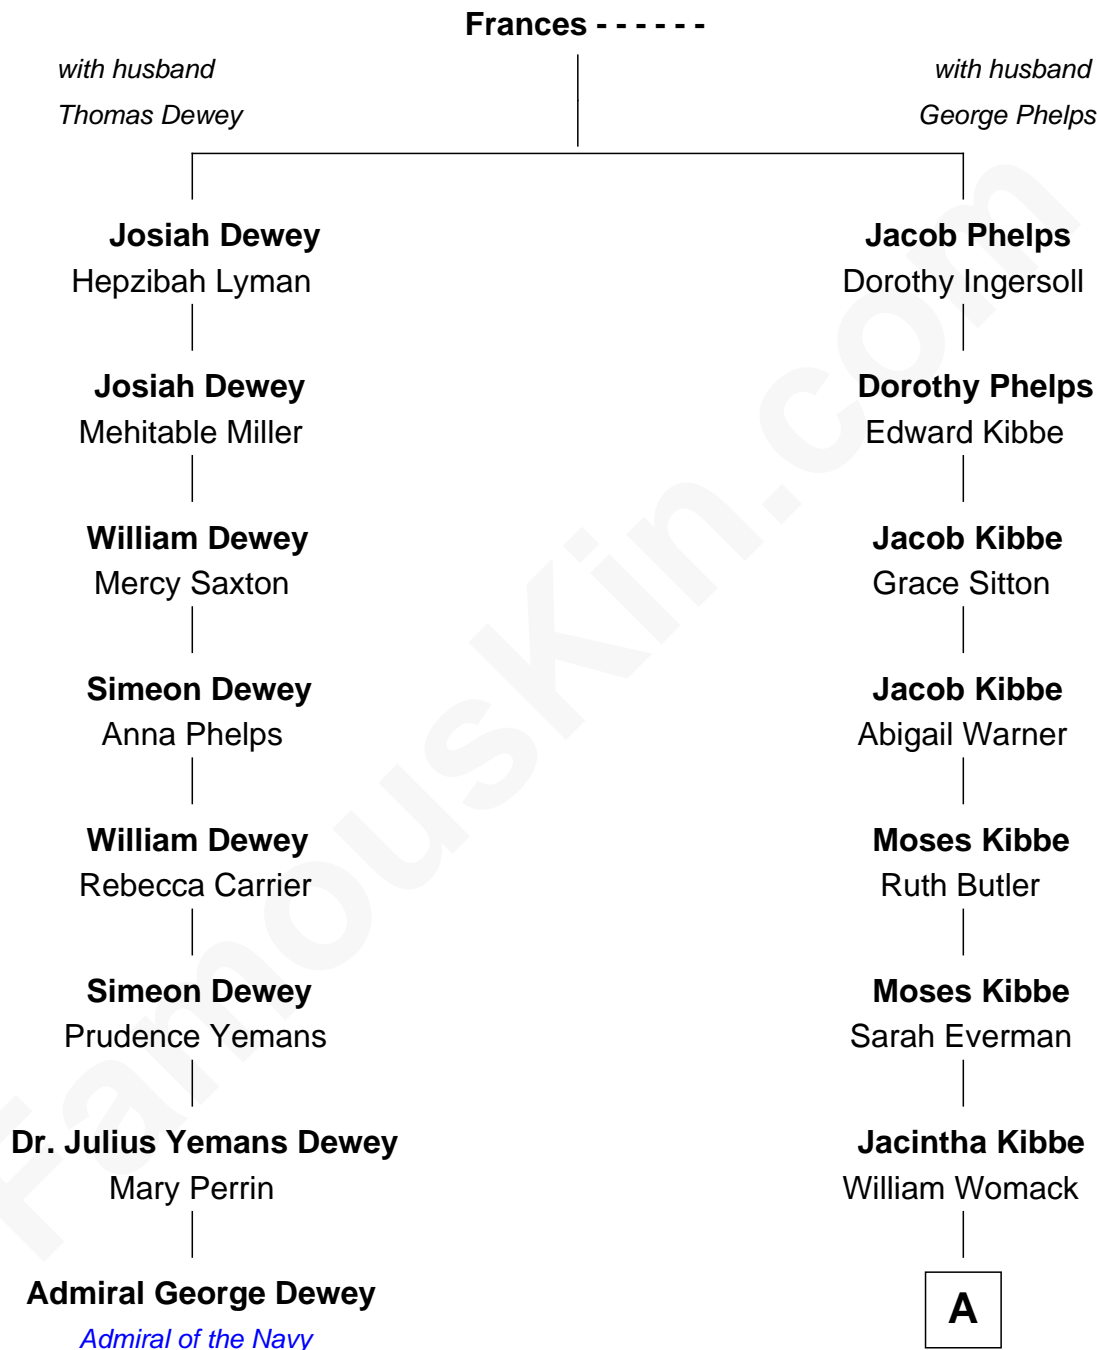 Frances - - - - - -
with husband
Thomas Dewey
with husband
George Phelps
Josiah Dewey
Hepzibah Lyman
Jacob Phelps
Dorothy Ingersoll
Josiah Dewey
Mehitable Miller
Dorothy Phelps
Edward Kibbe
William Dewey
Mercy Saxton
Jacob Kibbe
Grace Sitton
Simeon Dewey
Anna Phelps
Jacob Kibbe
Abigail Warner
William Dewey
Rebecca Carrier
Moses Kibbe
Ruth Butler
Simeon Dewey
Prudence Yemans
Moses Kibbe
Sarah Everman
Dr. Julius Yemans Dewey
Mary Perrin
Jacintha Kibbe
William Womack
Admiral George Dewey
Admiral of the Navy
A
FamousKin.com